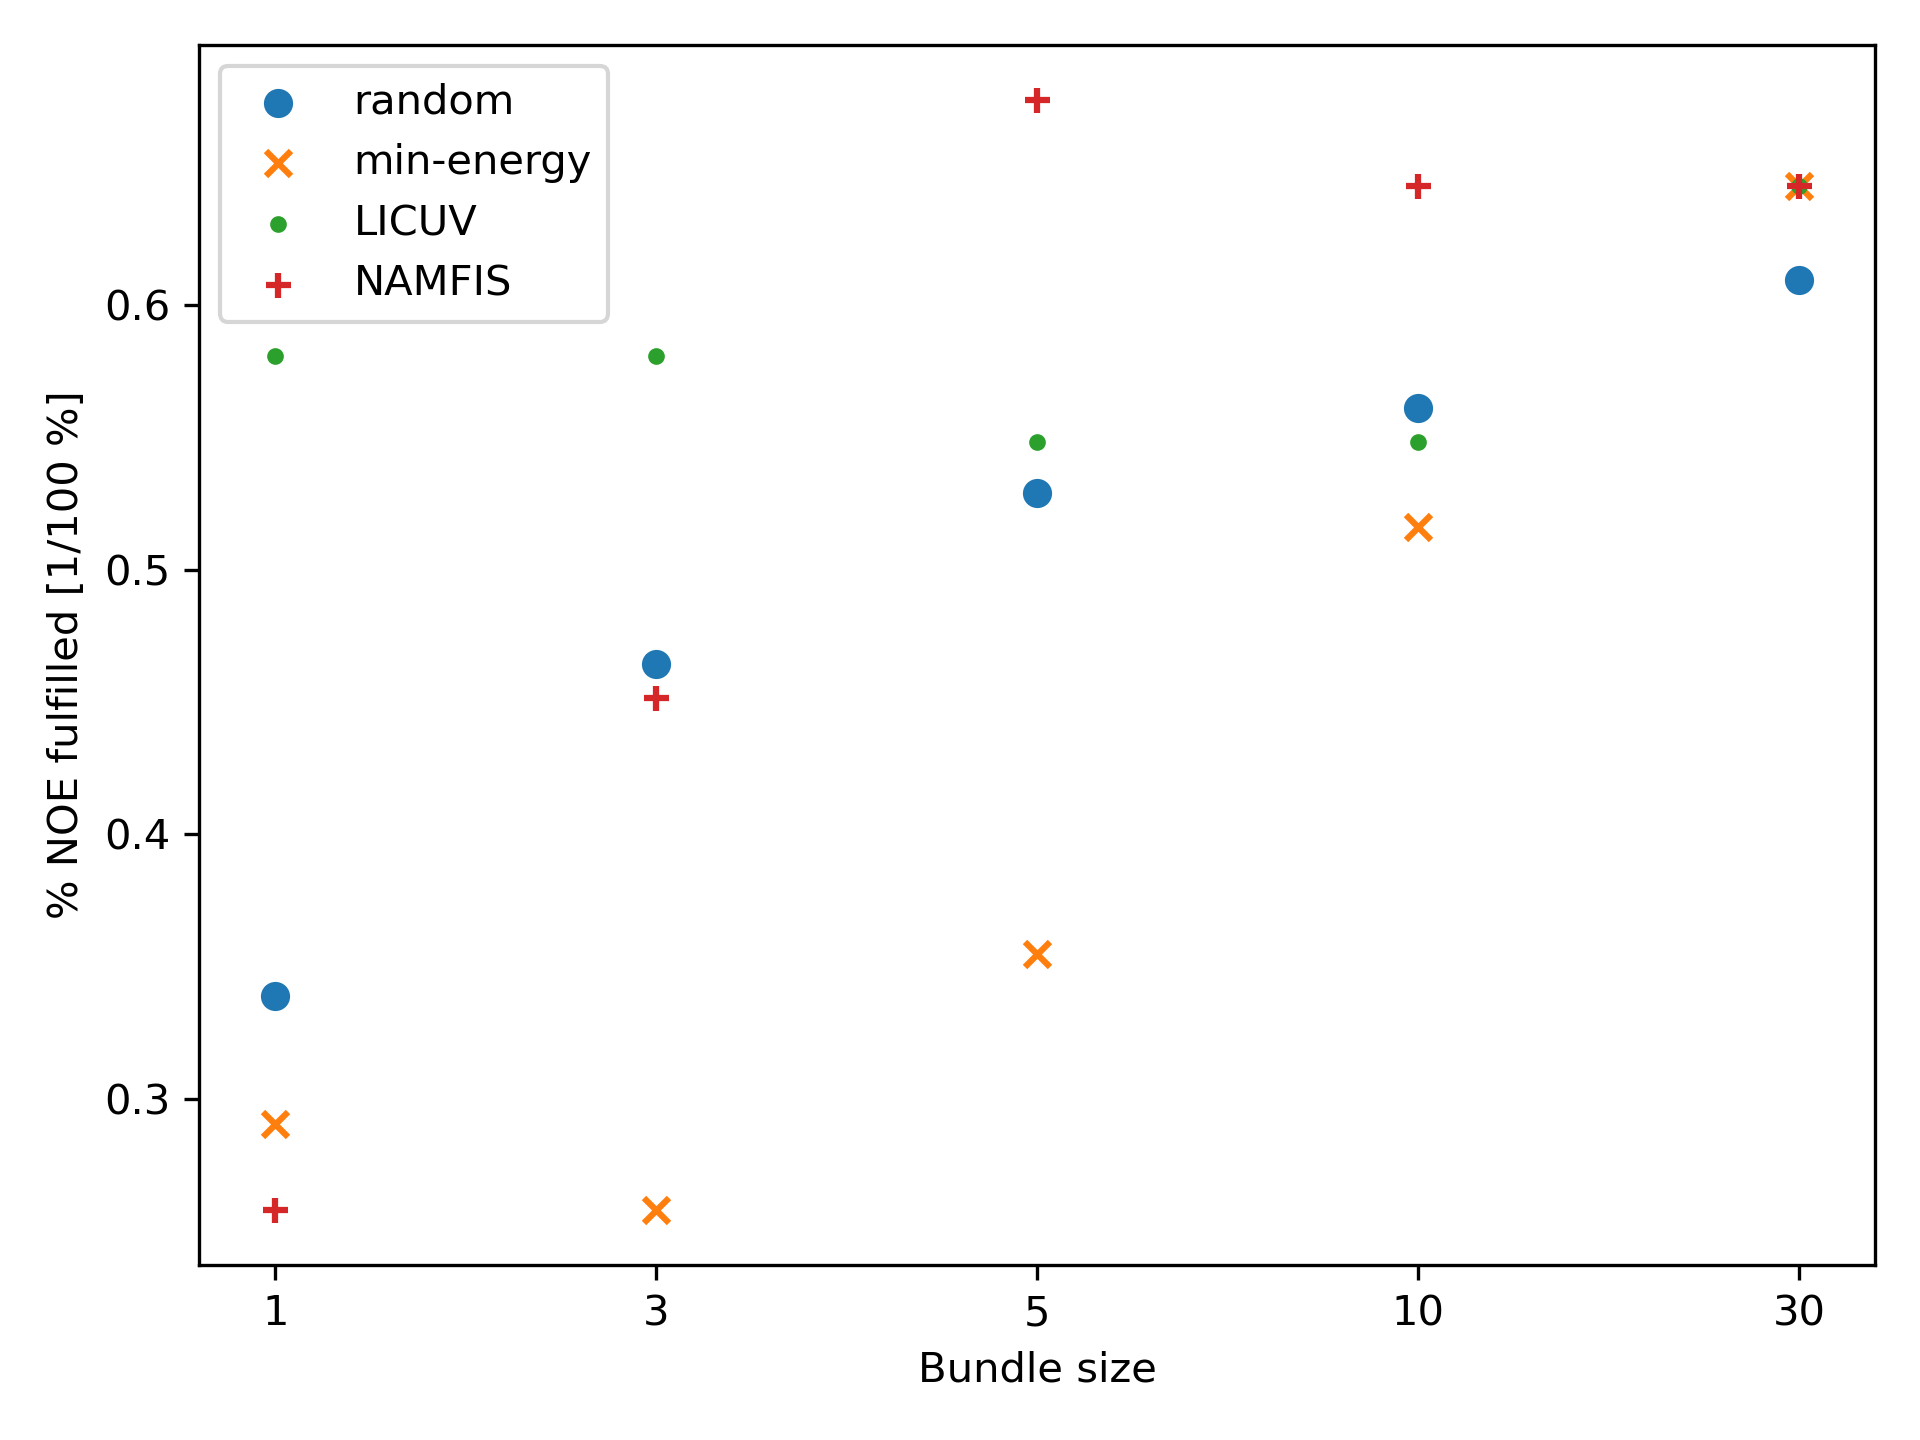 random
min-energy
LICUV
NAMFIS
% NOE fulfilled [1/100 %]
0.6
0.5
0.4
0.3
1 3 5 10 30
Bundle size